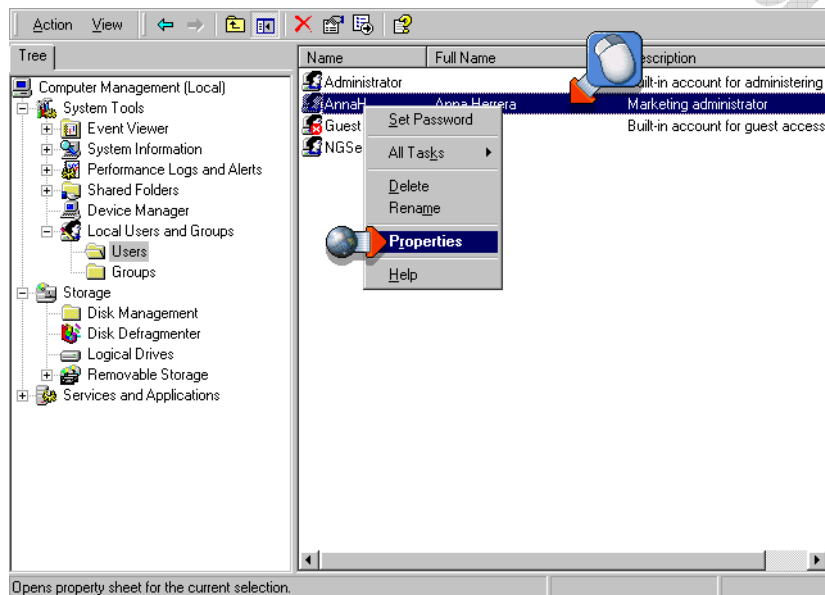 Action View
Tree
Name Full Name escription
Computer Management (Local)
System Tools
Event Viewer
System Information
Performance Logs and Alerts
Shared Folders
Device Manager
Local Users and Groups
Users
Groups
Storage
Disk Management
Disk Defragmenter
Logical Drives
Removable Storage
Services and Applications
Administrator uilt-in account for administering
AnnaH Anna Herrera Marketing administrator
Guest Built-in account for guest access
NGSe
Set Password
All Tasks
Delete
Rename
Properties
Help
Opens property sheet for the current selection.